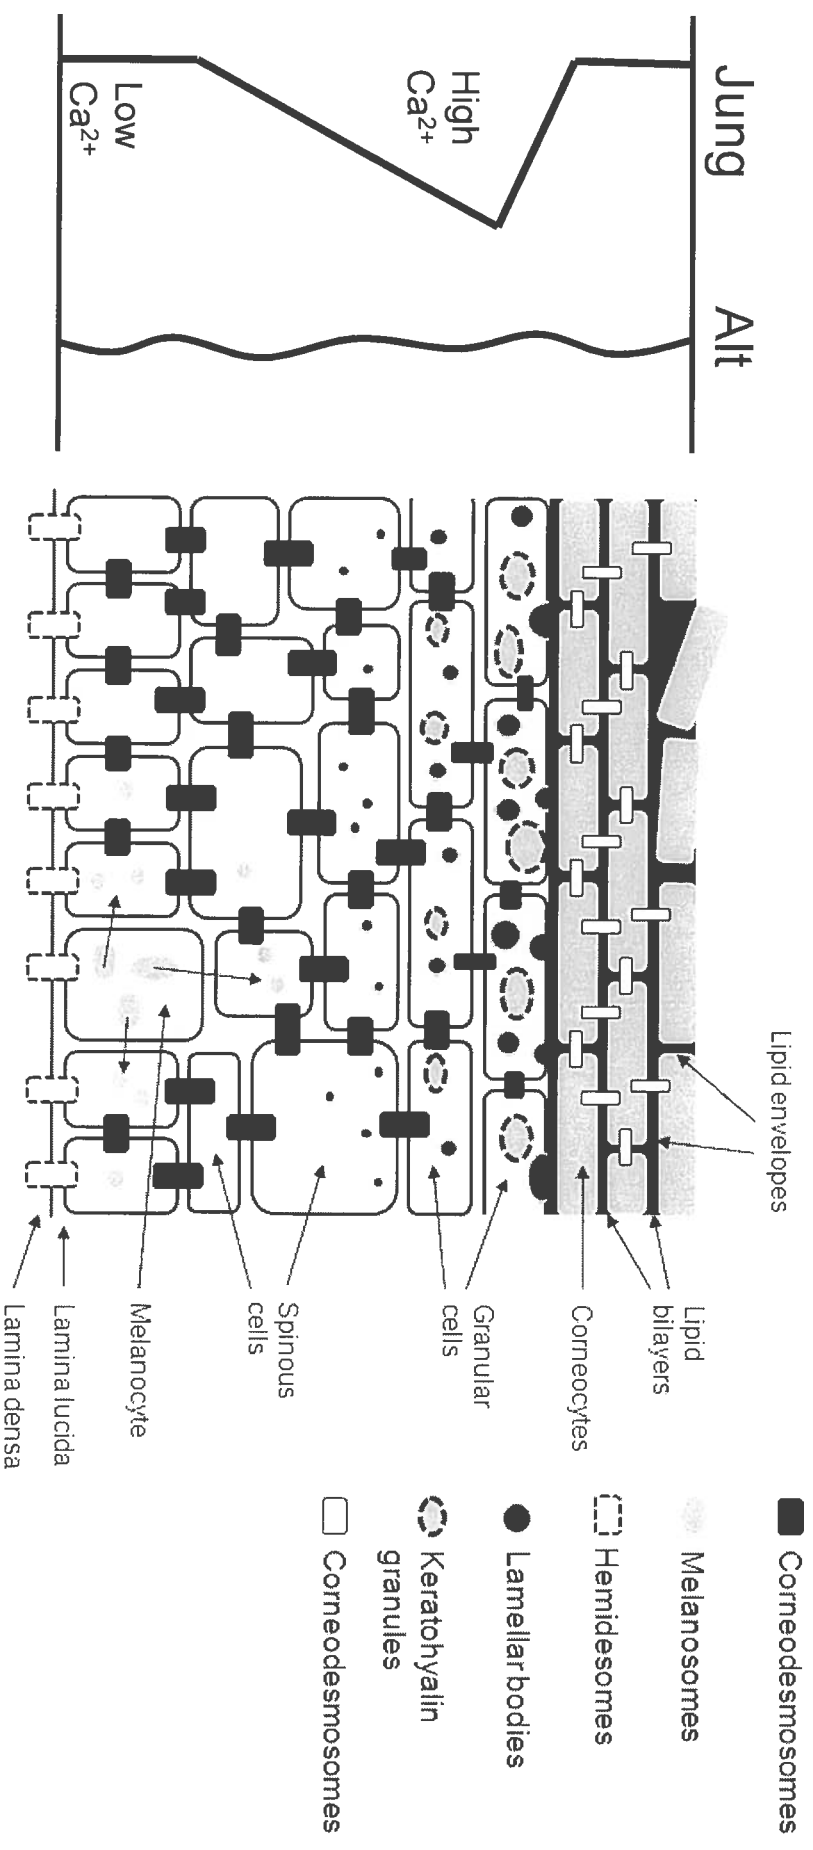 Jung
Alt
High
Ca²⁺
Low
Ca²⁺
Lipid envelopes
Lipid
bilayers
Corneocytes
Granular
cells
Spinous
cells
Melanocyte
Lamina lucida
Lamina densa
Corneodesmosomes
Melanosomes
Hemidesomes
Lamellar bodies
Keratohyalin
granules
Corneodesmosomes